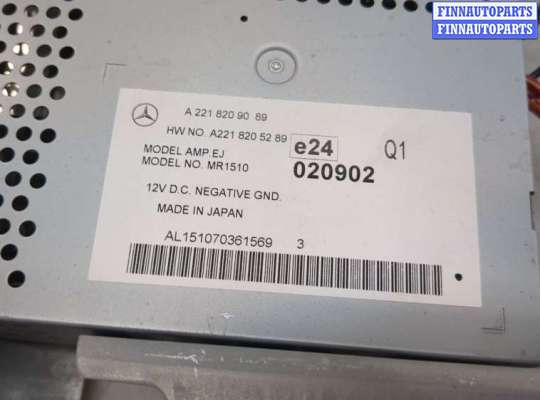 FINNAUTOPARTS
FINNAUTOPARTS
A 221 820 90 89
HW NO. A221 820 52 89
e24 Q1
MODEL AMP EJ
MODEL NO. MR1510
020902
12V D.C. NEGATIVE GND.
MADE IN JAPAN
AL151070361569 3